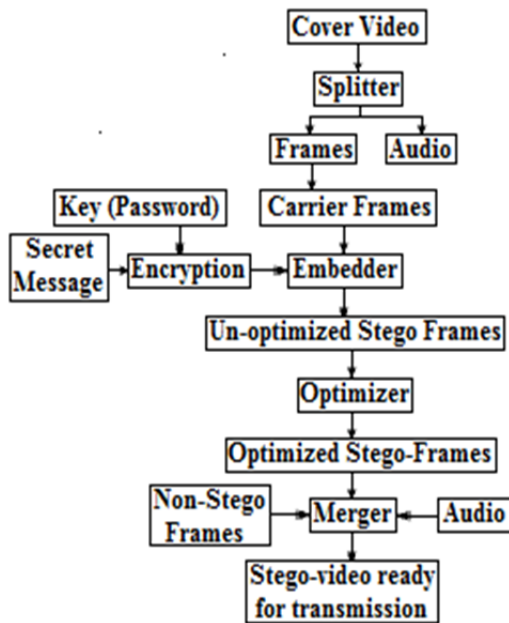 Cover Video
Splitter
Frames
Audio
Key (Password)
Carrier Frames
Secret
Message
Encryption
Embedder
Un-optimized Stego Frames
Optimizer
Optimized Stego-Frames
Non-Stego
Frames
Merger
Audio
Stego-video ready
for transmission